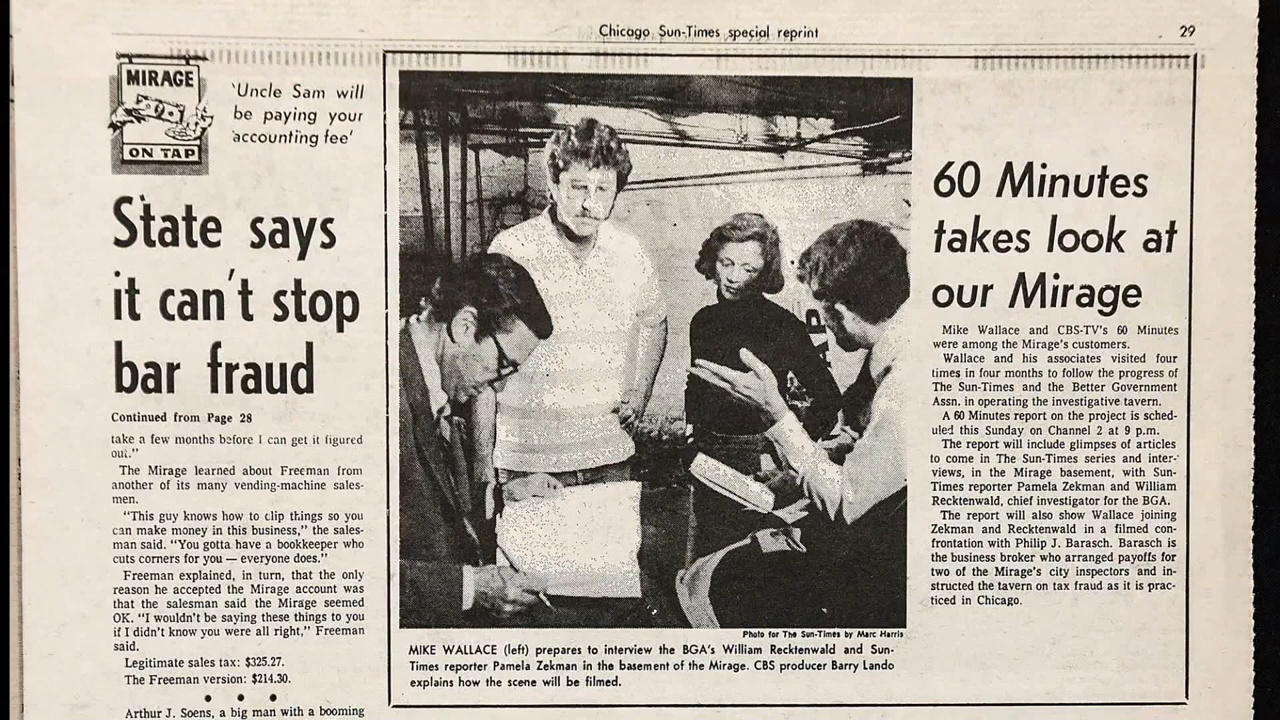 Chicago Sun-Times special reprint
29
MIRAGE
ON TAP
'Uncle Sam will
be paying your
accounting fee'
State says
it can't stop
bar fraud
Continued from Page 28
take a few months before I can get it figured
out."
The Mirage learned about Freeman from
another of its many vending-machine sales-
men.
"This guy knows how to clip things so you
can make money in this business," the sales-
man said. "You gotta have a bookkeeper who
cuts corners for you — everyone does."
Freeman explained, in turn, that the only
reason he accepted the Mirage account was
that the salesman said the Mirage seemed
OK. "I wouldn't be saying these things to you
if I didn't know you were all right," Freeman
said.
Legitimate sales tax: $325.27.
The Freeman version: $214.30.
• • •
Arthur J. Soens, a big man with a booming
Photo for The Sun-Times by Marc Harris
MIKE WALLACE (left) prepares to interview the BGA's William Recktenwald and Sun-
Times reporter Pamela Zekman in the basement of the Mirage. CBS producer Barry Lando
explains how the scene will be filmed.
60 Minutes
takes look at
our Mirage
Mike Wallace and CBS-TV's 60 Minutes
were among the Mirage's customers.
Wallace and his associates visited four
times in four months to follow the progress of
The Sun-Times and the Better Government
Assn. in operating the investigative tavern.
A 60 Minutes report on the project is sched-
uled this Sunday on Channel 2 at 9 p.m.
The report will include glimpses of articles
to come in The Sun-Times series and inter-
views, in the Mirage basement, with Sun-
Times reporter Pamela Zekman and William
Recktenwald, chief investigator for the BGA.
The report will also show Wallace joining
Zekman and Recktenwald in a filmed con-
frontation with Philip J. Barasch. Barasch is
the business broker who arranged payoffs for
two of the Mirage's city inspectors and in-
structed the tavern on tax fraud as it is prac-
ticed in Chicago.